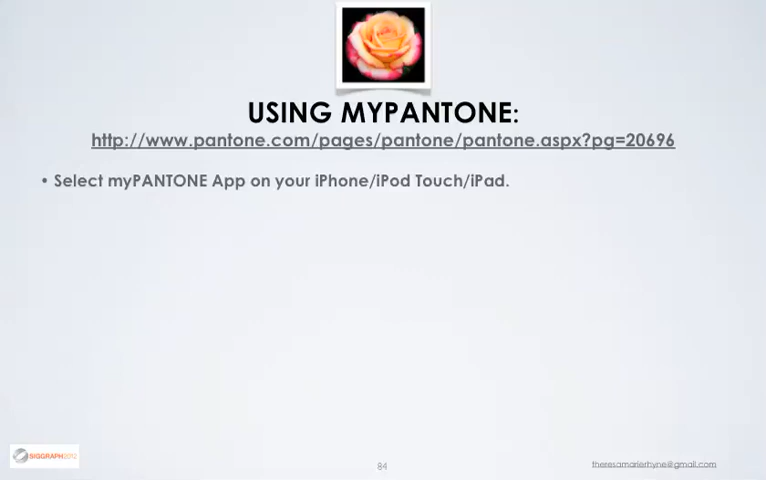 USING MYPANTONE:
http://www.pantone.com/pages/pantone/pantone.aspx?pg=20696
• Select myPANTONE App on your iPhone/iPod Touch/iPad.
SIGGRAPH2012
84
theresamarierhyne@gmail.com